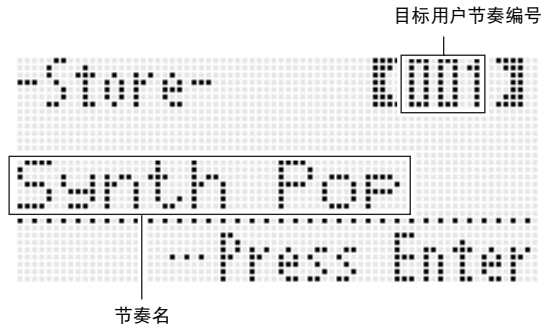 目标用户节奏编号
-Store- 【001】
Synth Pop
···Press Enter
节奏名